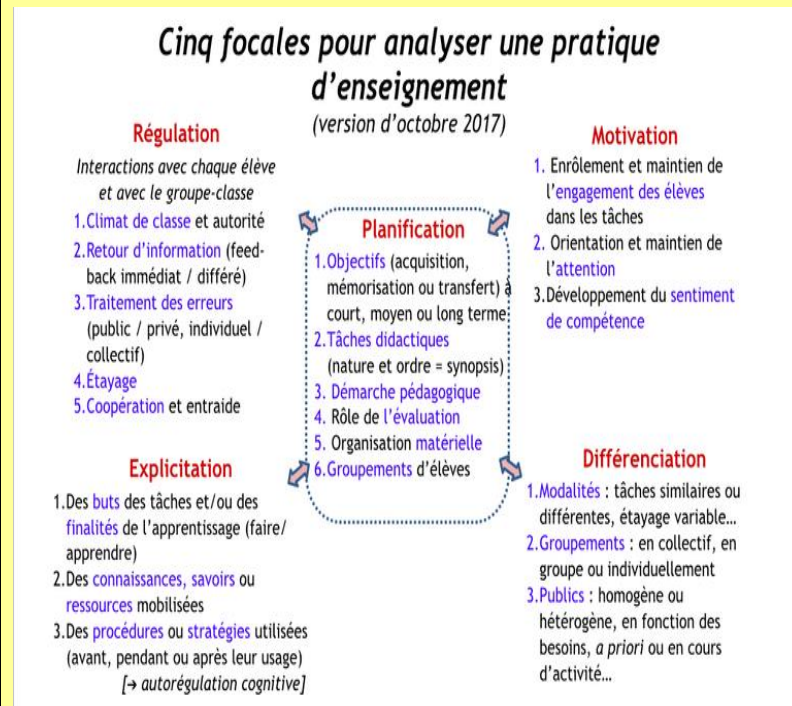 Cinq focales pour analyser une pratique
d'enseignement
(version d'octobre 2017)
Régulation
Interactions avec chaque élève
et avec le groupe-classe
1.Climat de classe et autorité
2.Retour d'information (feed-
back immédiat / différé)
3.Traitement des erreurs
(public / privé, individuel /
collectif)
4.Étayage
5.Coopération et entraide
Motivation
1. Enrôlement et maintien de
l'engagement des élèves
dans les tâches
2. Orientation et maintien de
l'attention
3.Développement du sentiment
de compétence
Planification
1.Objectifs (acquisition,
mémorisation ou transfert) à
court, moyen ou long terme
2.Tâches didactiques
(nature et ordre = synopsis)
3. Démarche pédagogique
4. Rôle de l'évaluation
5. Organisation matérielle
6.Groupements d'élèves
Explicitation
1.Des buts des tâches et/ou des
finalités de l'apprentissage (faire/
apprendre)
2.Des connaissances, savoirs ou
ressources mobilisées
3.Des procédures ou stratégies utilisées
(avant, pendant ou après leur usage)
[→ autorégulation cognitive]
Différenciation
1.Modalités : tâches similaires ou
différentes, étayage variable...
2.Groupements : en collectif, en
groupe ou individuellement
3.Publics : homogène ou
hétérogène, en fonction des
besoins, a priori ou en cours
d'activité...